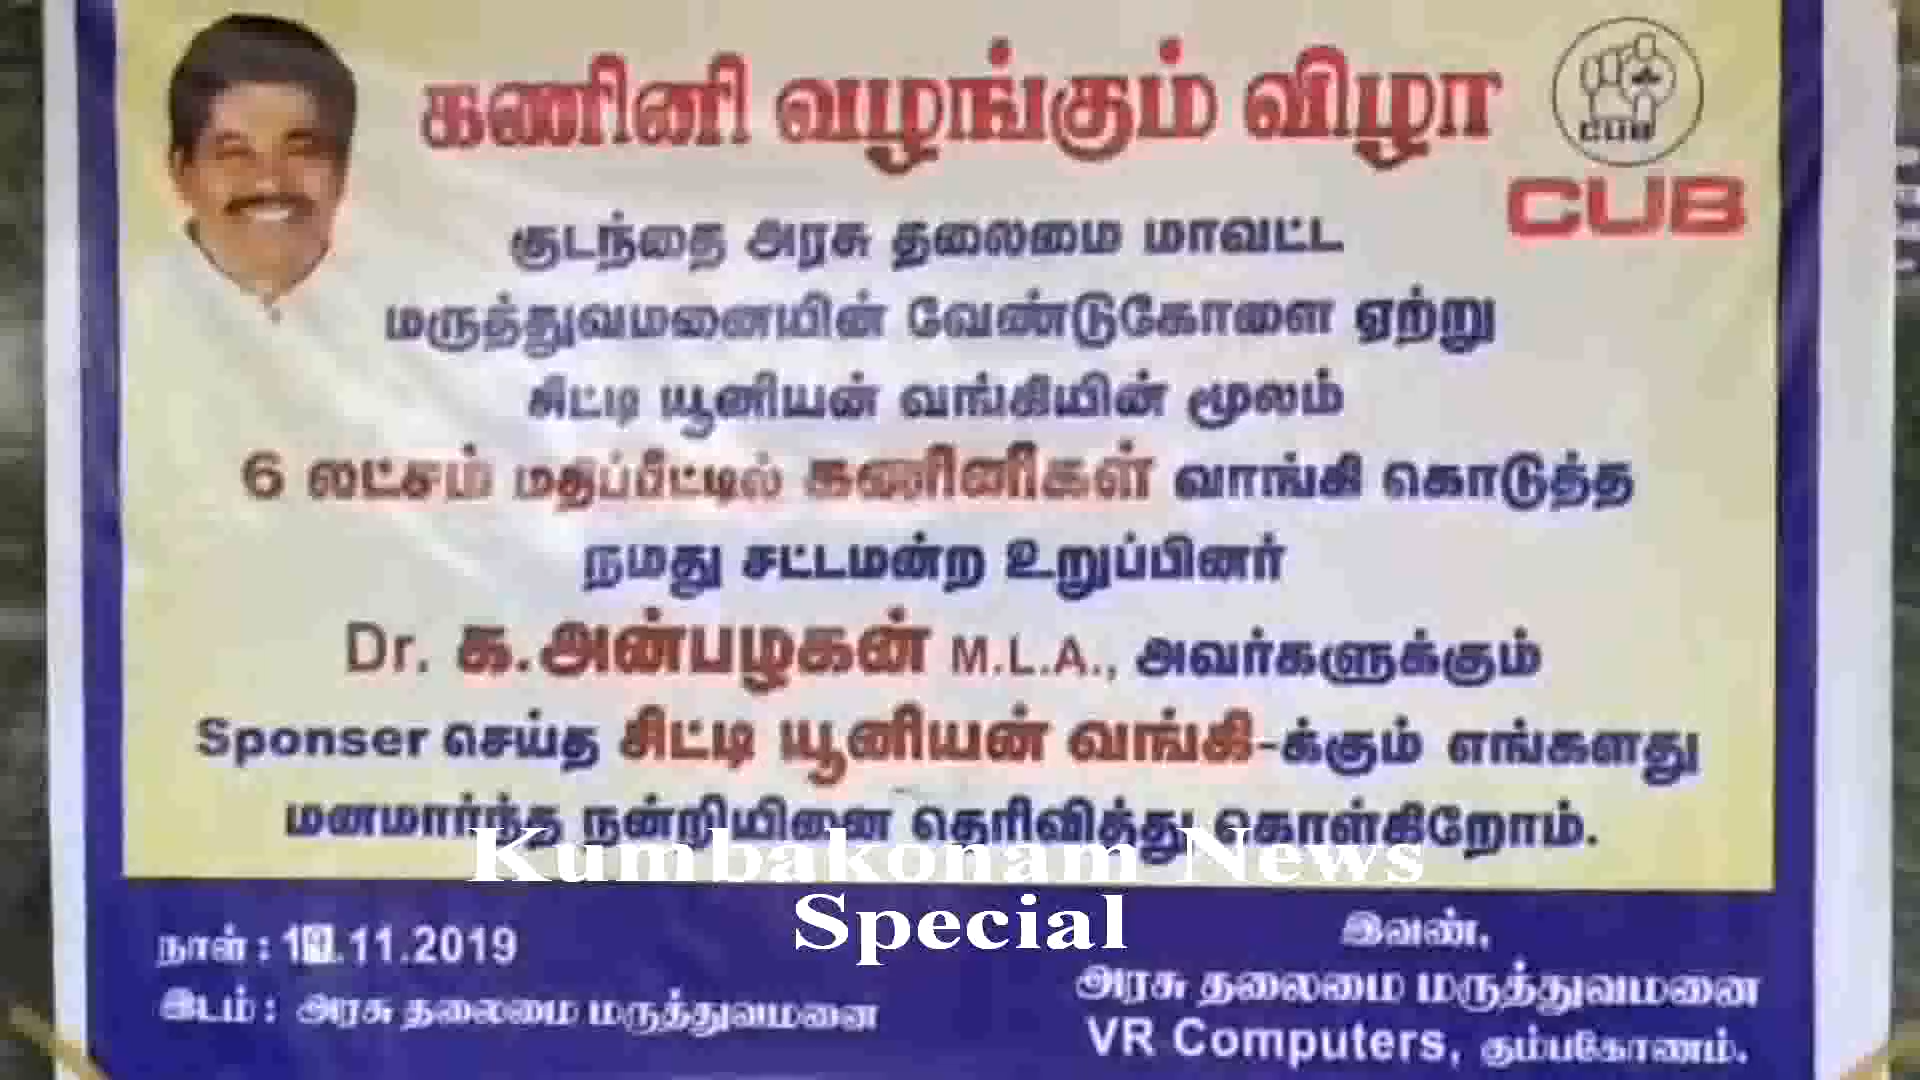 கணினி வழங்கும் விழா
CUB
CUB
குடந்தை அரசு தலைமை மாவட்ட
மருத்துவமனையின் வேண்டுகோளை ஏற்று
சிட்டி யூனியன் வங்கியின் மூலம்
6 லட்சம் மதிப்பீட்டில் கணினிகள் வாங்கி கொடுத்த
நமது சட்டமன்ற உறுப்பினர்
Dr. க.அன்பழகன் M.L.A., அவர்களுக்கும்
Sponser செய்த சிட்டி யூனியன் வங்கி-க்கும் எங்களது
மனமார்ந்த நன்றியினை தெரிவித்து கொள்கிறோம்.
Kumbakonam News
Special
நாள் :
இடம் : அரசு தலைமை மருத்துவமனை
இவண்,
அரசு தலைமை மருத்துவமனை
VR Computers, கும்பகோணம்.